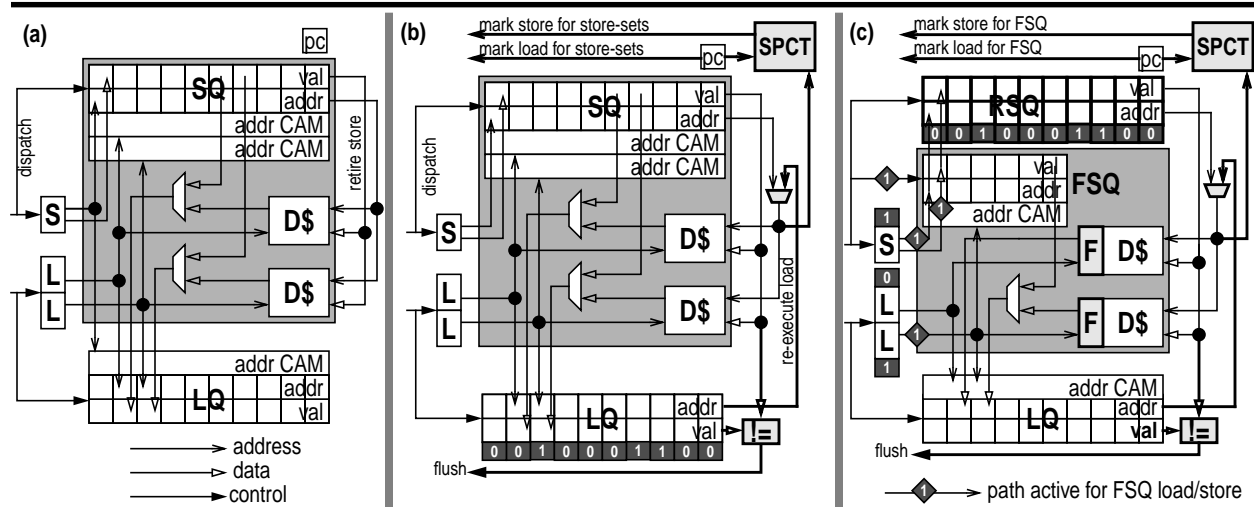 (a)
pc
SQ
val
addr
addr CAM
addr CAM
dispatch
retire store
S
D$
L
L
D$
addr CAM
LQ
addr
val
address
data
control
(b)
mark store for store-sets
mark load for store-sets
pc
SPCT
SQ
val
addr
addr CAM
addr CAM
dispatch
S
D$
L
L
D$
re-execute load
LQ
addr
val
!=
0 0 1 0 0 0 1 1 0 0
flush
(c)
mark store for FSQ
mark load for FSQ
pc
SPCT
RSQ
val
addr
0 0 1 0 0 0 1 1 0 0
dispatch
1
val
addr
FSQ
addr CAM
1
1
S
1
F D$
0
L
L
1
1
F D$
addr CAM
LQ
addr
val
!=
flush
1
path active for FSQ load/store